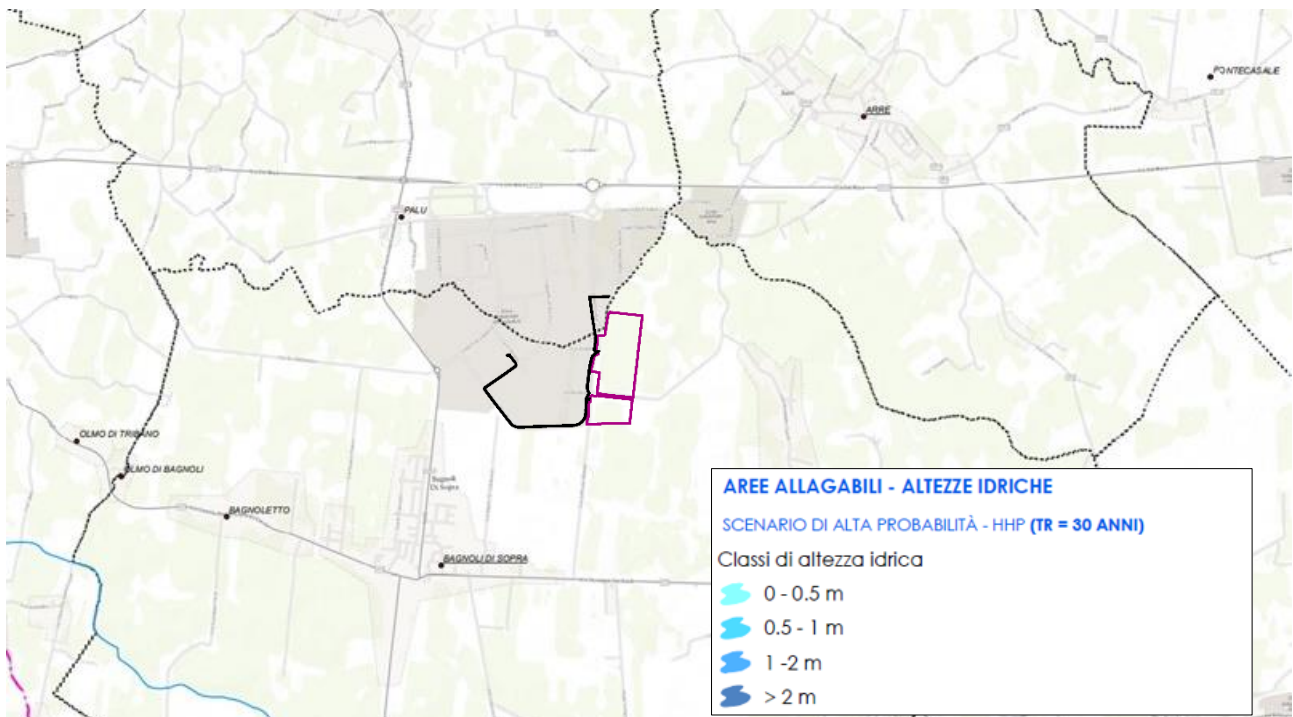 PONTECASALE
ARRE
PALU
OLMO DI TRIBANO
OLMO DI BAGNOLI
Bagnoli
Di Sopra
BAGNOLETTO
BAGNOLI DI SOPRA
AREE ALLAGABILI - ALTEZZE IDRICHE
SCENARIO DI ALTA PROBABILITÀ - HHP (TR = 30 ANNI)
Classi di altezza idrica
0 - 0.5 m
0.5 - 1 m
1 -2 m
> 2 m